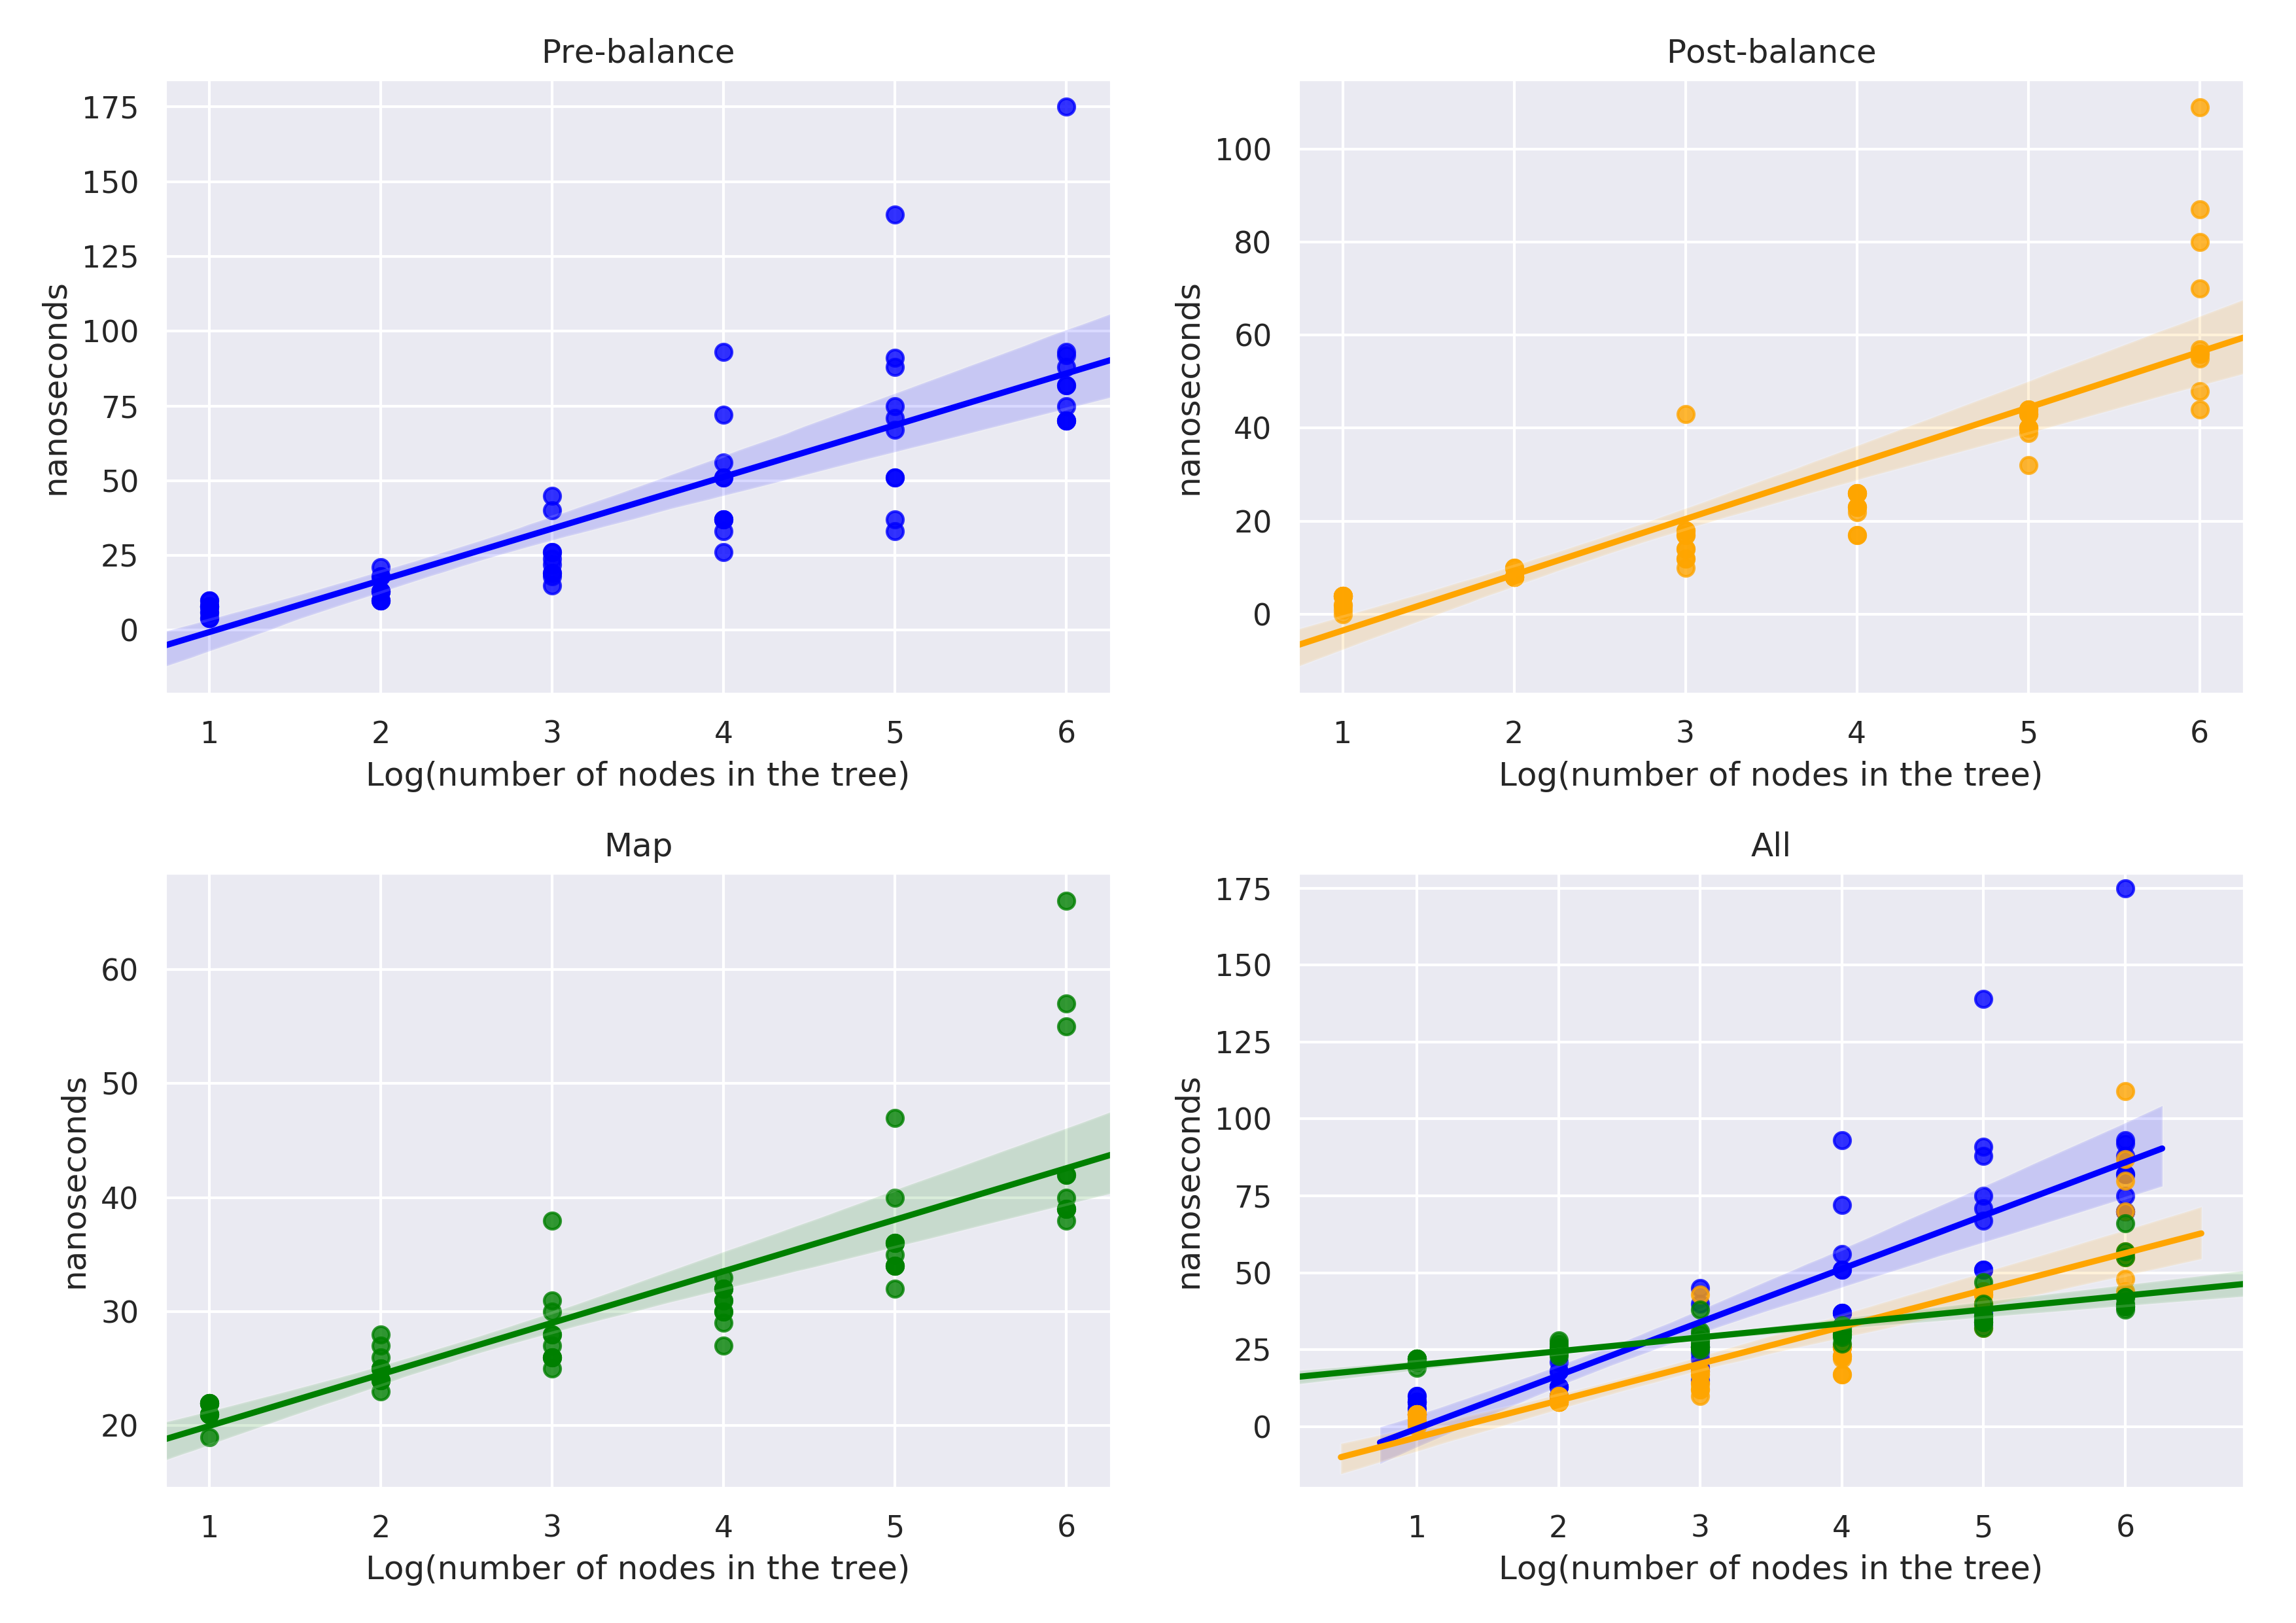 Pre-balance
175
150
125
100
75
50
25
0
nanoseconds
1 2 3 4 5 6
Log(number of nodes in the tree)
Post-balance
100
80
60
40
20
0
nanoseconds
1 2 3 4 5 6
Log(number of nodes in the tree)
Map
60
50
40
30
20
nanoseconds
1 2 3 4 5 6
Log(number of nodes in the tree)
All
175
150
125
100
75
50
25
0
nanoseconds
1 2 3 4 5 6
Log(number of nodes in the tree)